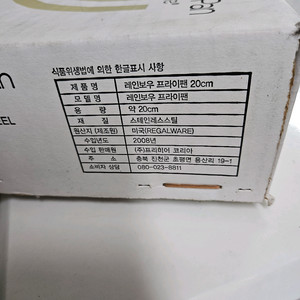 식품위생법에 의한 한글표시 사항
제 품 명 레인보우 프라이팬 20cm
모 델 명 레인보우 프라이팬
용 량 약 20cm
재 질 스테인레스스틸
원산지 (제조원) 미국(REGALWARE)
수입년도 2008년
수입 판매원 (주)프리히어 코리아
주 소 충북 진천군 초평면 용산리 19-1
소비자 상담 080-023-8811